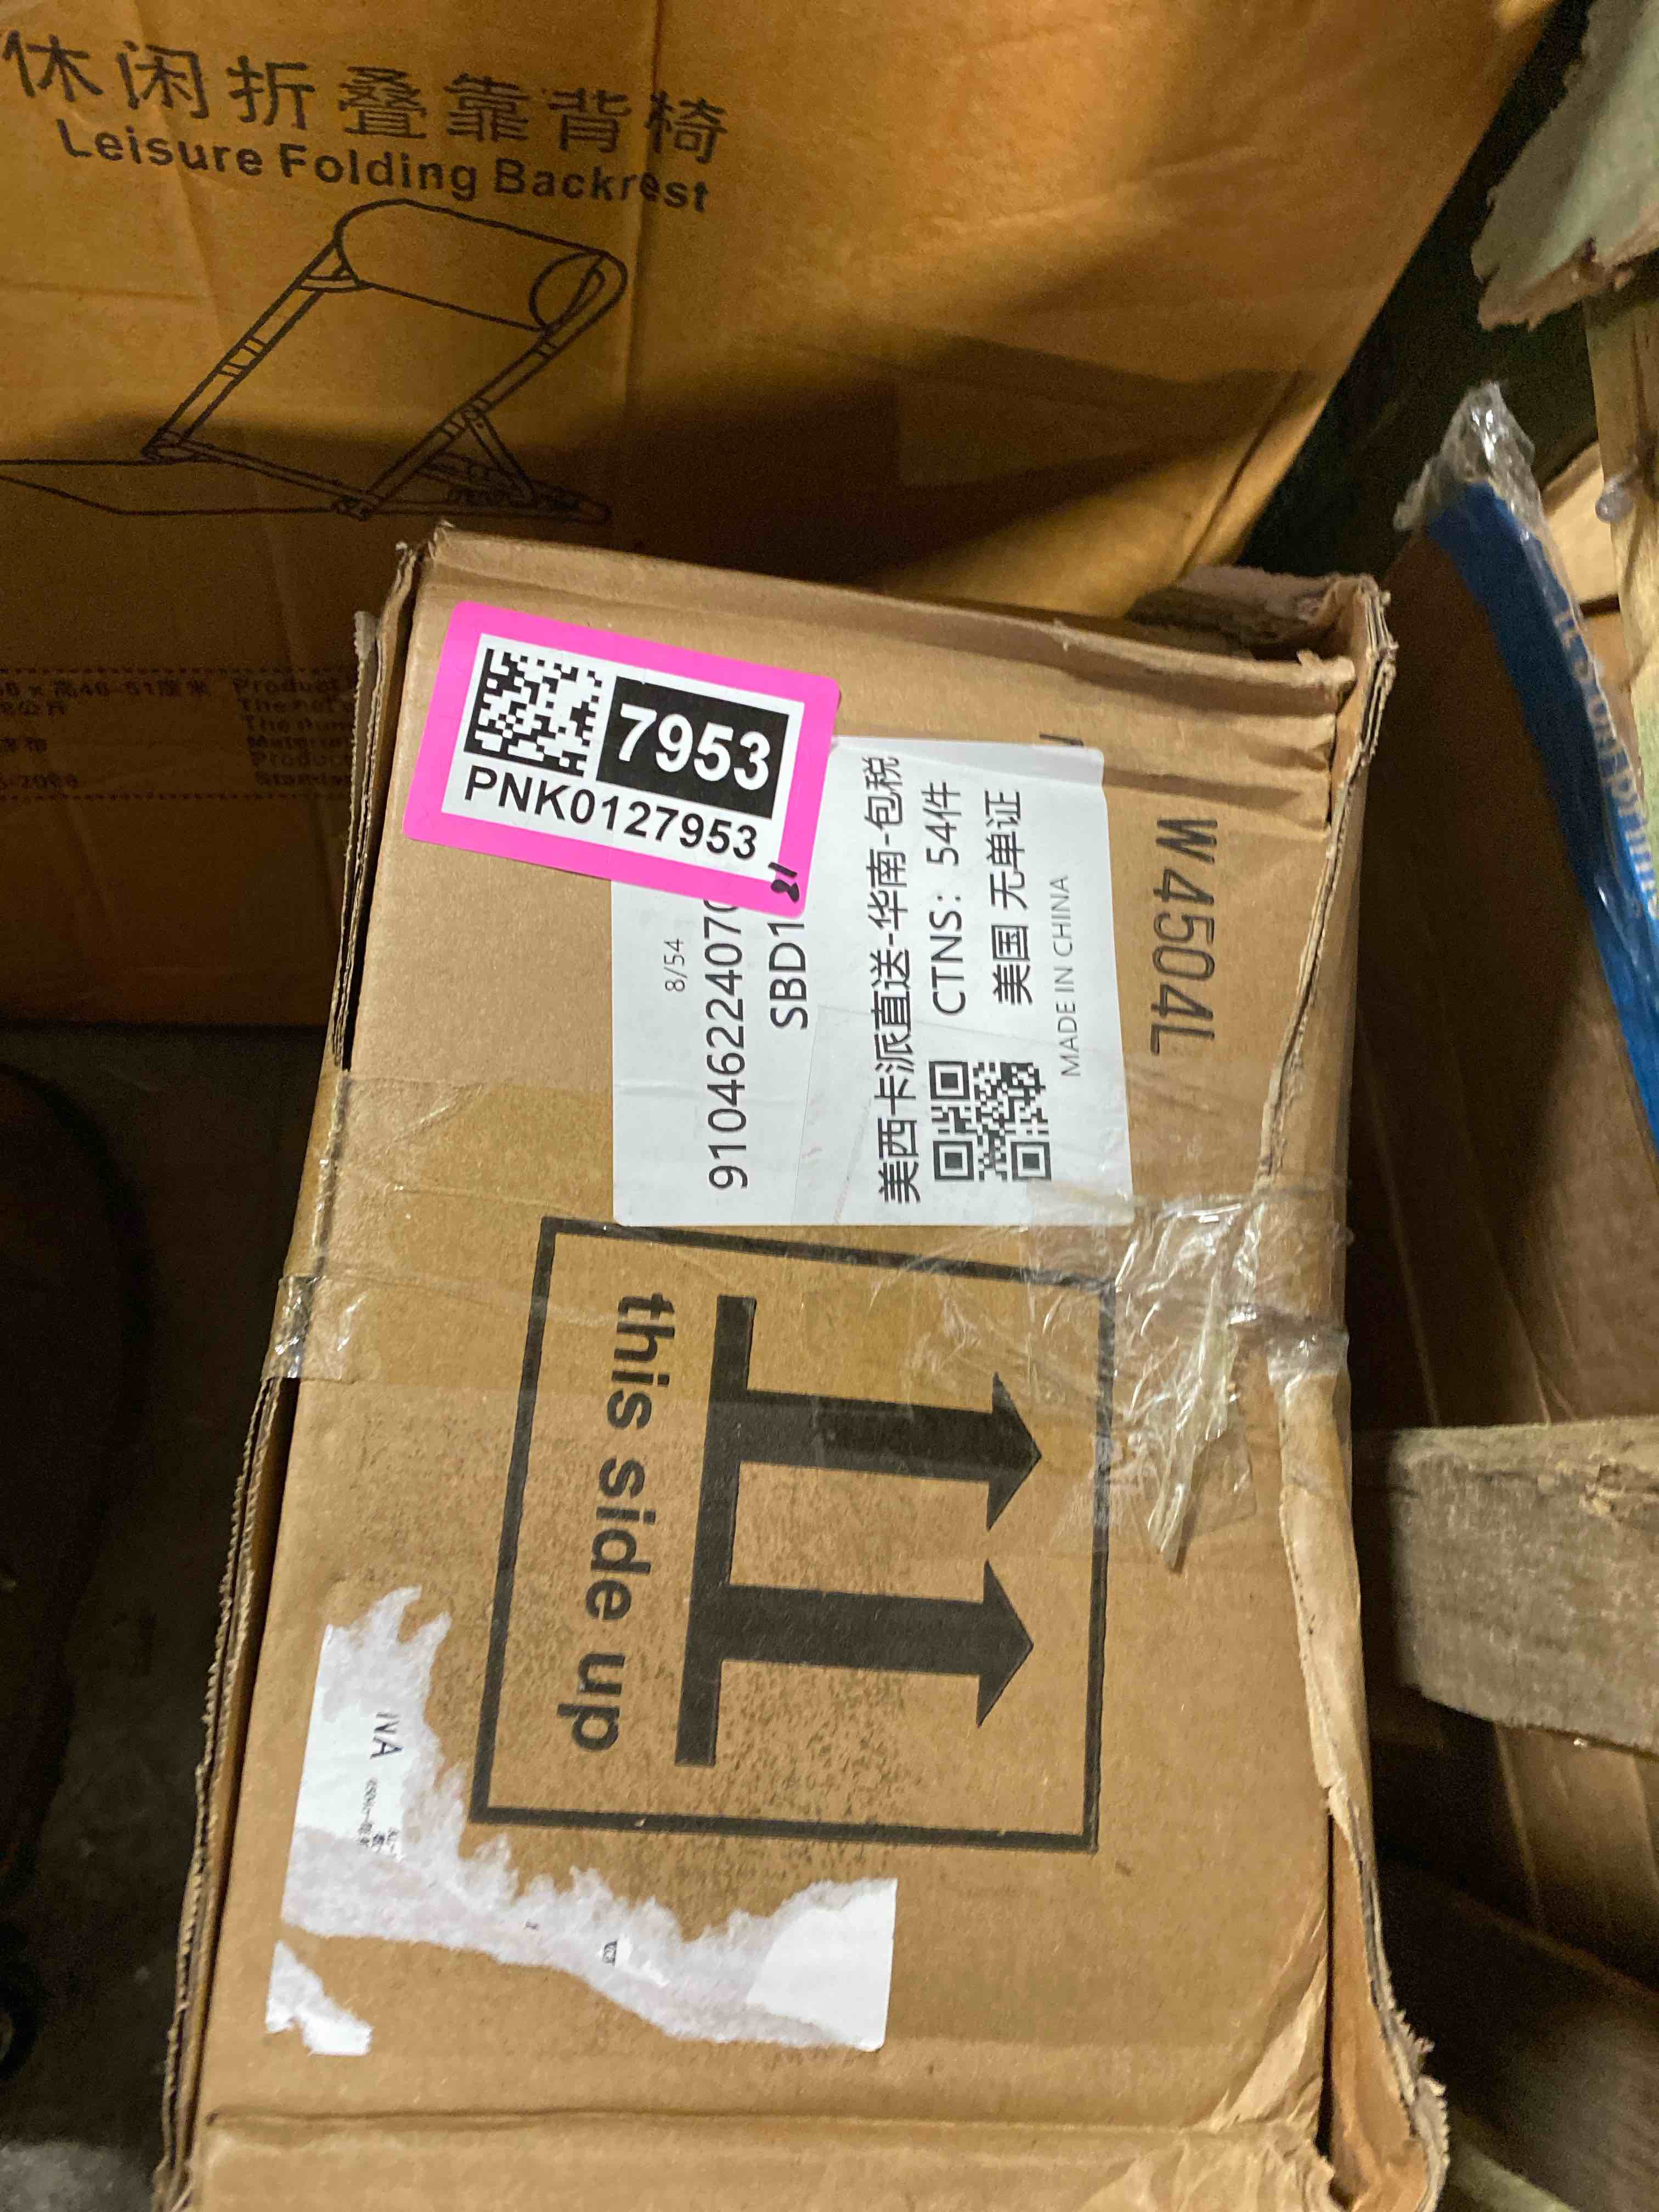 休闲折叠靠背椅
Leisure Folding Backrest
7953
PNK0127953
8/54
9104622407
SBD1
美西卡派直送-华南-包税
CTNS: 54件
美国 无单证
MADE IN CHINA
W4504L
this side up